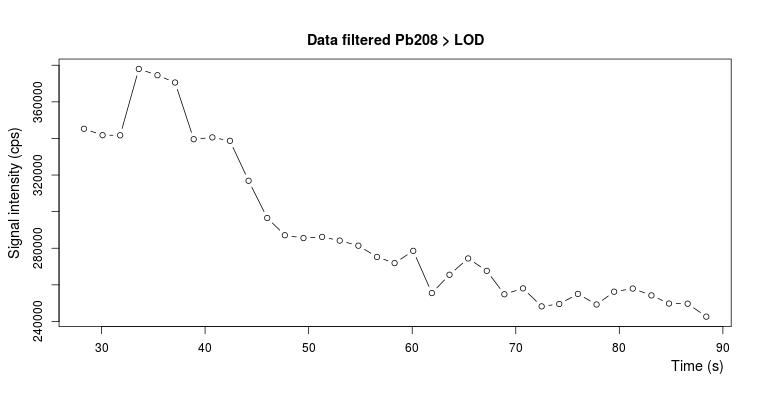 Data filtered Pb208 > LOD
Signal intensity (cps)
360000
320000
280000
240000
30 40 50 60 70 80 90
Time (s)